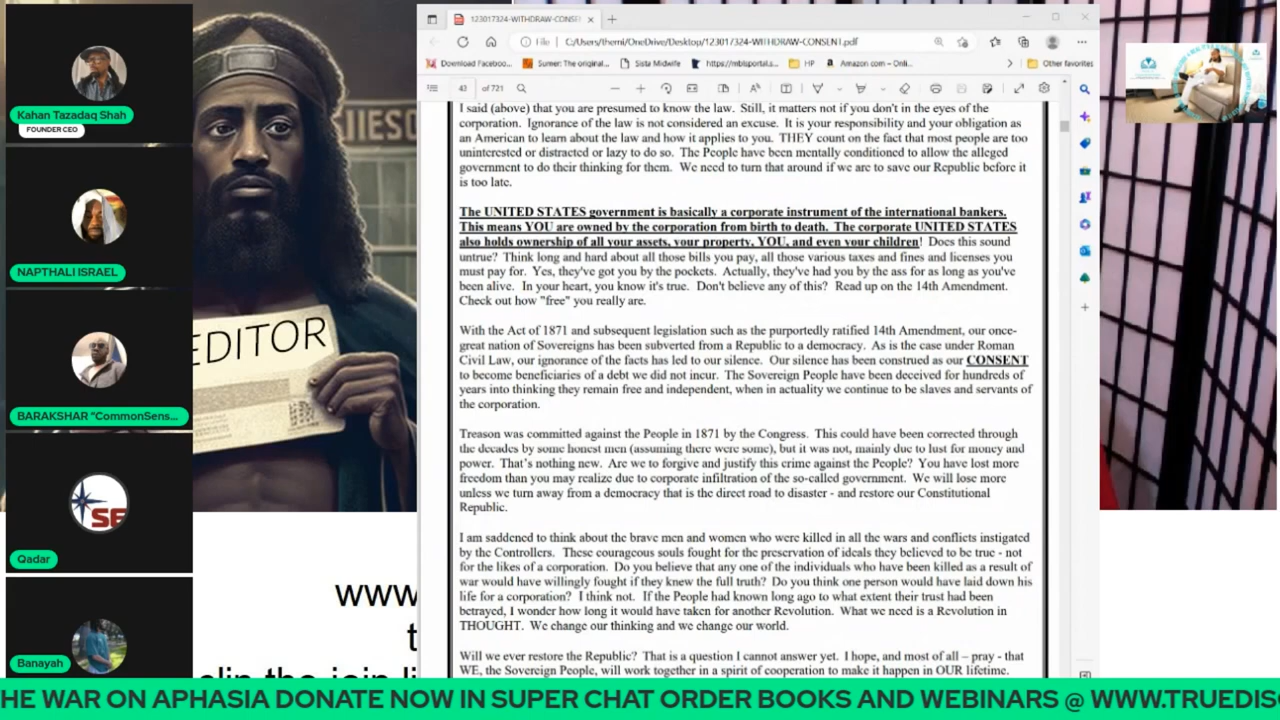 Kahan Tazadaq Shah
FOUNDER CEO
NAPTHALI ISRAEL
BARAKSHAR "CommonSens...
Qadar
SE
Banayah
EDITOR
www
123017324-WITHDRAW-CONSE
File
C:/Users/themi/OneDrive/Desktop/123017324-WITHDRAW-CONSENT.pdf
Download Faceboo...
Sumer: The original...
Sista Midwife
https://mblsportal.s...
HP
Amazon.com – Onli...
Other favorites
43 of 721
I said (above) that you are presumed to know the law. Still, it matters not if you don't in the eyes of the
corporation. Ignorance of the law is not considered an excuse. It is your responsibility and your obligation as
an American to learn about the law and how it applies to you. THEY count on the fact that most people are too
uninterested or distracted or lazy to do so. The People have been mentally conditioned to allow the alleged
government to do their thinking for them. We need to turn that around if we are to save our Republic before it
is too late.
The UNITED STATES government is basically a corporate instrument of the international bankers.
This means YOU are owned by the corporation from birth to death. The corporate UNITED STATES
also holds ownership of all your assets, your property, YOU, and even your children! Does this sound
untrue? Think long and hard about all those bills you pay, all those various taxes and fines and licenses you
must pay for. Yes, they've got you by the pockets. Actually, they've had you by the ass for as long as you've
been alive. In your heart, you know it's true. Don't believe any of this? Read up on the 14th Amendment.
Check out how "free" you really are.
With the Act of 1871 and subsequent legislation such as the purportedly ratified 14th Amendment, our once-
great nation of Sovereigns has been subverted from a Republic to a democracy. As is the case under Roman
Civil Law, our ignorance of the facts has led to our silence. Our silence has been construed as our CONSENT
to become beneficiaries of a debt we did not incur. The Sovereign People have been deceived for hundreds of
years into thinking they remain free and independent, when in actuality we continue to be slaves and servants of
the corporation.
Treason was committed against the People in 1871 by the Congress. This could have been corrected through
the decades by some honest men (assuming there were some), but it was not, mainly due to lust for money and
power. That's nothing new. Are we to forgive and justify this crime against the People? You have lost more
freedom than you may realize due to corporate infiltration of the so-called government. We will lose more
unless we turn away from a democracy that is the direct road to disaster - and restore our Constitutional
Republic.
I am saddened to think about the brave men and women who were killed in all the wars and conflicts instigated
by the Controllers. These courageous souls fought for the preservation of ideals they believed to be true - not
for the likes of a corporation. Do you believe that any one of the individuals who have been killed as a result of
war would have willingly fought if they knew the full truth? Do you think one person would have laid down his
life for a corporation? I think not. If the People had known long ago to what extent their trust had been
betrayed, I wonder how long it would have taken for another Revolution. What we need is a Revolution in
THOUGHT. We change our thinking and we change our world.
Will we ever restore the Republic? That is a question I cannot answer yet. I hope, and most of all – pray - that
WE, the Sovereign People, will work together in a spirit of cooperation to make it happen in OUR lifetime.
HE WAR ON APHASIA DONATE NOW IN SUPER CHAT ORDER BOOKS AND WEBINARS @ WWW.TRUEDIS